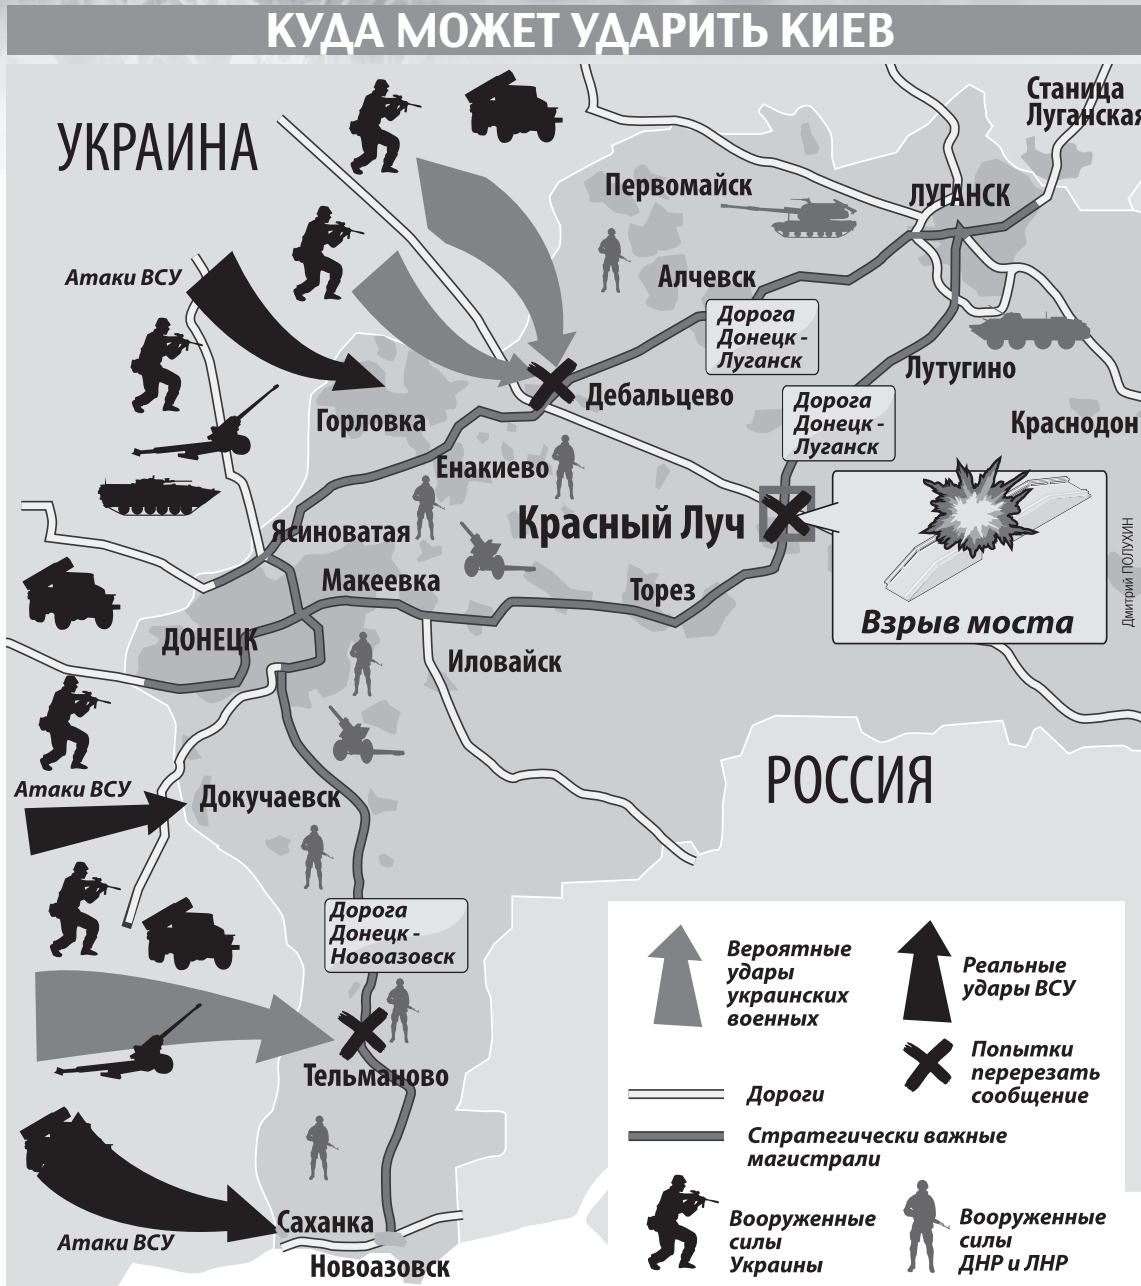 КУДА МОЖЕТ УДАРИТЬ КИЕВ
УКРАИНА
Станица
Луганская
Первомайск
ЛУГАНСК
Атаки ВСУ
Алчевск
Дорога
Донецк -
Луганск
Лутугино
Дебальцево
Дорога
Донецк -
Луганск
Горловка
Краснодон
Енакиево
Красный Луч
Ясиноватая
Макеевка
Торез
Взрыв моста
Дмитрий ПОЛУХИН
ДОНЕЦК
Иловайск
РОССИЯ
Атаки ВСУ
Докучаевск
Дорога
Донецк -
Новоазовск
Тельманово
Саханка
Атаки ВСУ
Новоазовск
Вероятные
удары
украинских
военных
Реальные
удары ВСУ
Попытки
перерезать
сообщение
Дороги
Стратегически важные
магистрали
Вооруженные
силы
Украины
Вооруженные
силы
ДНР и ЛНР